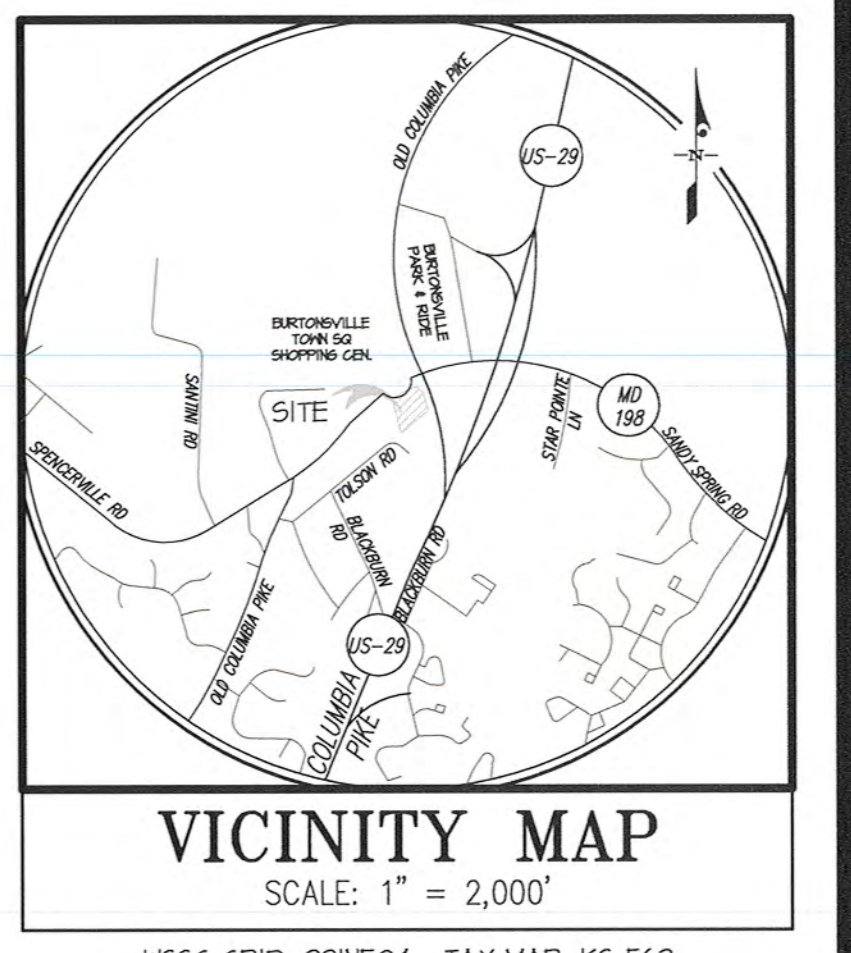 OLD COLUMBIA PIKE
US-29
-N-
BURTONSVILLE
PARK & RIDE
BURTONSVILLE
TOWN SQ
SHOPPING CEN.
SITE
SANTINI RD
SPENCERVILLE RD
TOLSON RD
BLACKBURN
RD
BLACKBURN RD
STAR POINTE
LN
MD
198
SANDY SPRING RD
OLD COLUMBIA PIKE
US-29
COLUMBIA
PIKE
VICINITY MAP
SCALE: 1" = 2,000'